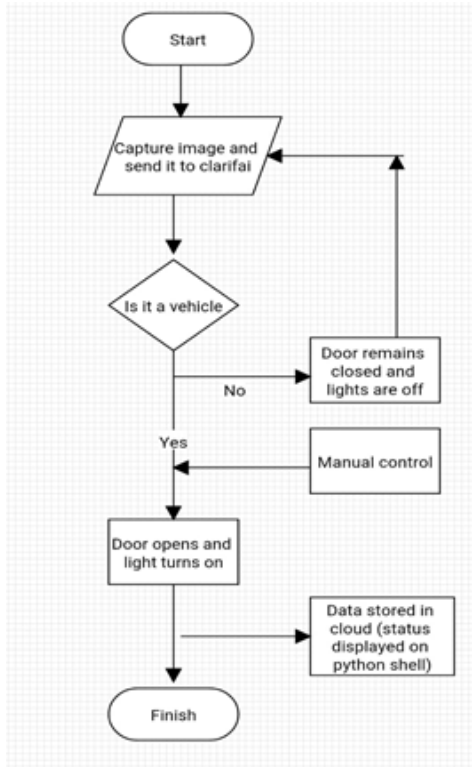 Start
Capture image and
send it to clarifai
Is it a vehicle
Door remains
closed and
lights are off
No
Yes
Manual control
Door opens and
light turns on
Data stored in
cloud (status
displayed on
python shell)
Finish